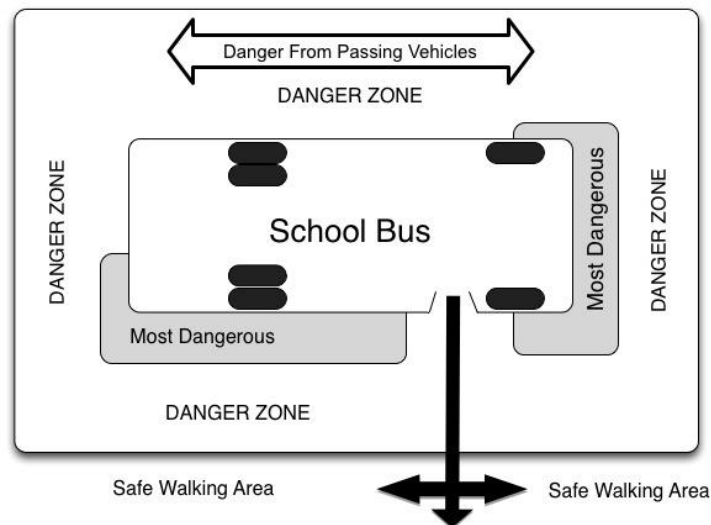 Danger From Passing Vehicles
DANGER ZONE
DANGER ZONE
School Bus
Most Dangerous
DANGER ZONE
Most Dangerous
DANGER ZONE
Safe Walking Area
Safe Walking Area